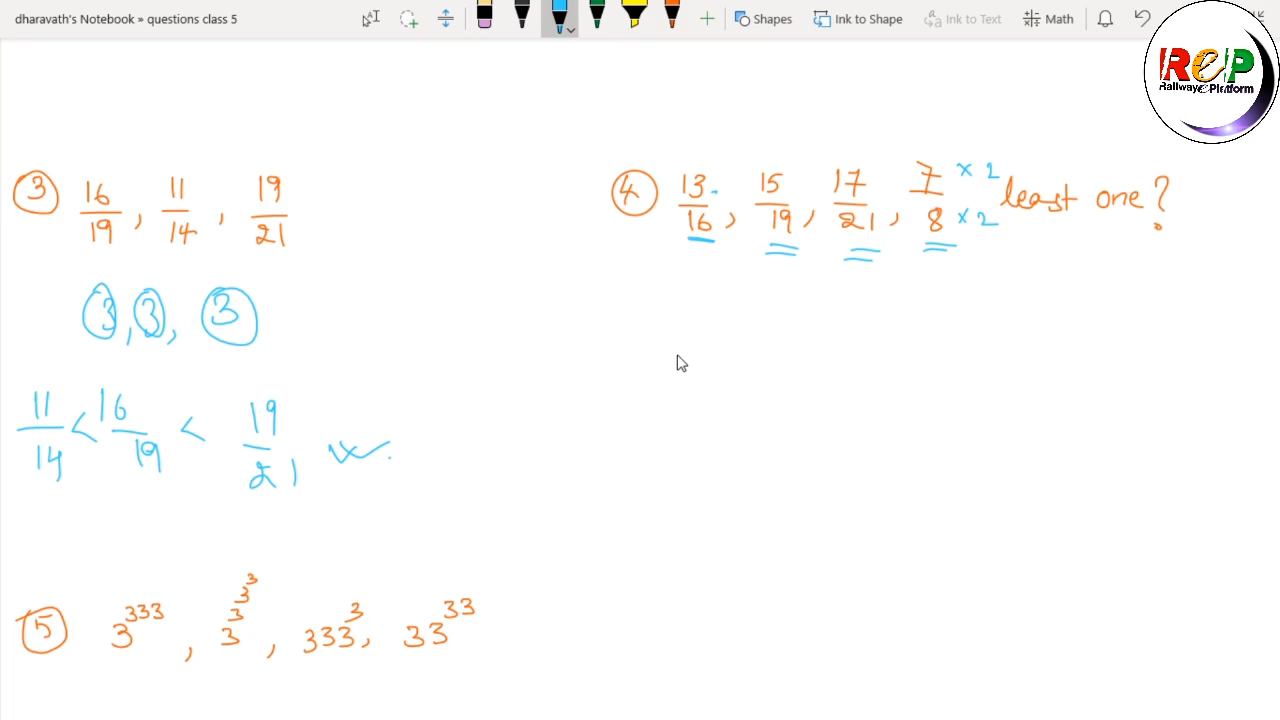 dharavath's Notebook » questions class 5
Shapes
Ink to Shape
Ink to Text
Math
ReP
Railway e Platform
③ 16/19, 11/14, 19/21
3, 3, 3
11/14 < 16/19 < 19/21
④ 13/16, 15/19, 17/21, 7/8 ×2 ×2 least one?
⑤ 3^333, 3^3^3^3, 333^3, 33^33